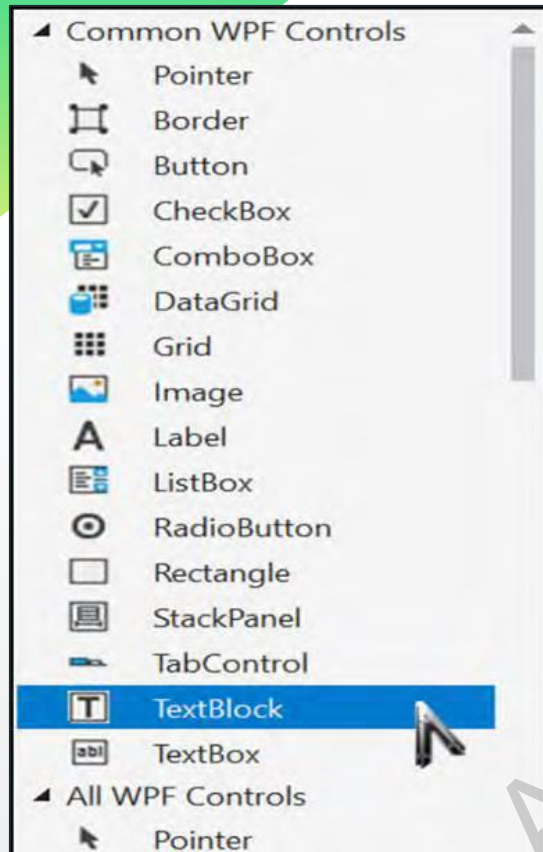 Common WPF Controls
Pointer
Border
Button
CheckBox
ComboBox
DataGrid
Grid
Image
Label
ListBox
RadioButton
Rectangle
StackPanel
TabControl
TextBlock
TextBox
All WPF Controls
Pointer